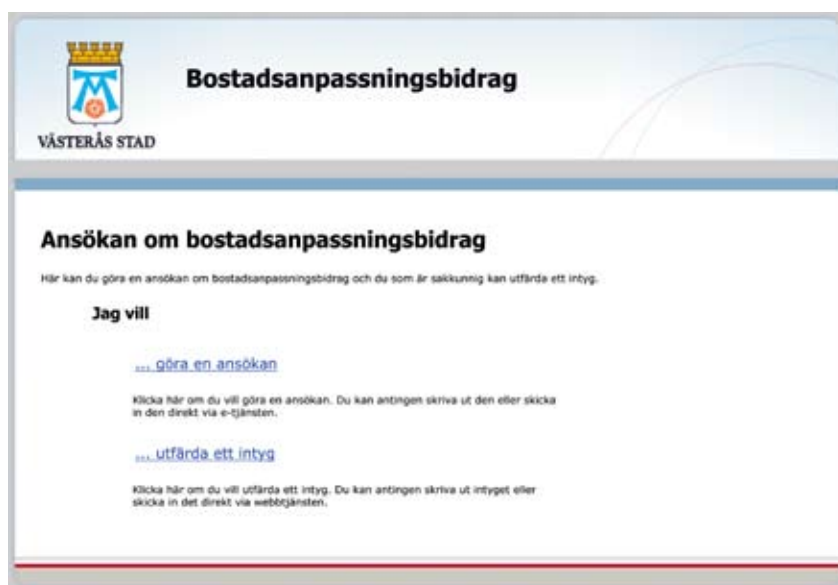 Bostadsanpassningsbidrag
VÄSTERÅS STAD
Ansökan om bostadsanpassningsbidrag
Här kan du göra en ansökan om bostadsanpassningsbidrag och du som är sakkunnig kan utfärda ett intyg.
Jag vill
... göra en ansökan
Klicka här om du vill göra en ansökan. Du kan antingen skriva ut den eller skicka
in den direkt via e-tjänsten.
... utfärda ett intyg
Klicka här om du vill utfärda ett intyg. Du kan antingen skriva ut intyget eller
skicka in det direkt via webbtjänsten.